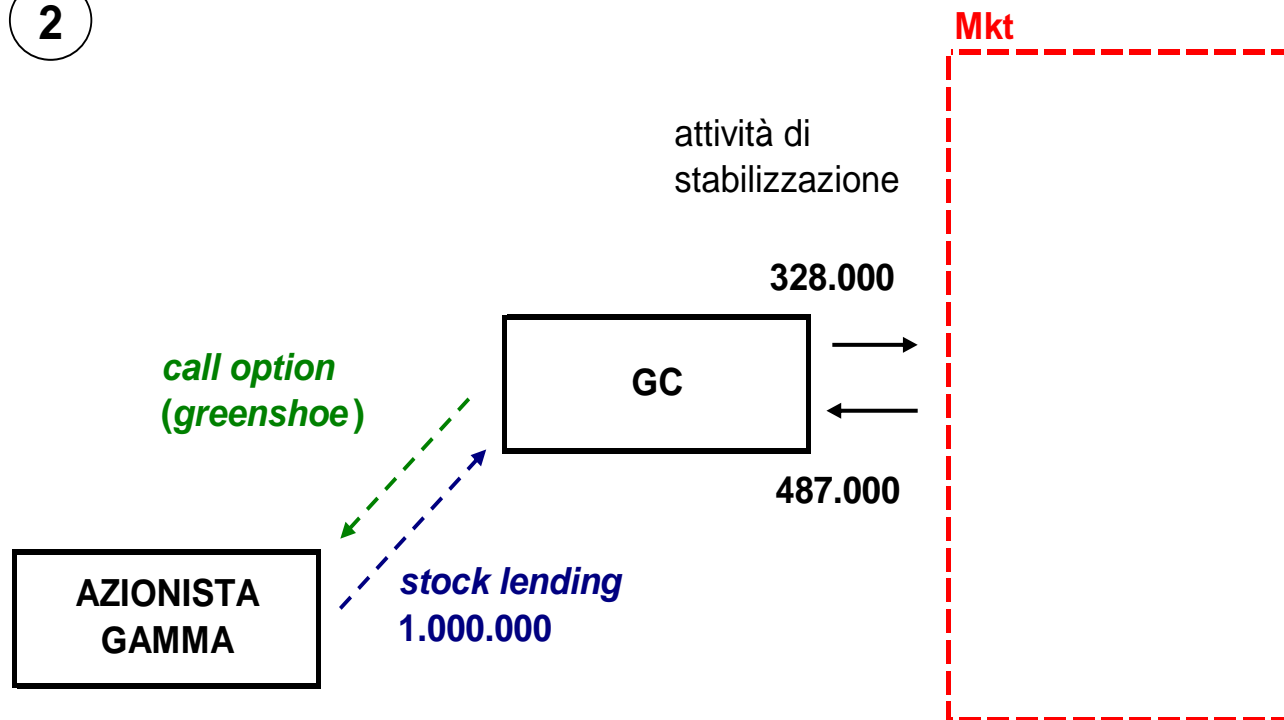 2
Mkt
attività di
stabilizzazione
328.000
call option
(greenshoe)
GC
487.000
AZIONISTA
GAMMA
stock lending
1.000.000